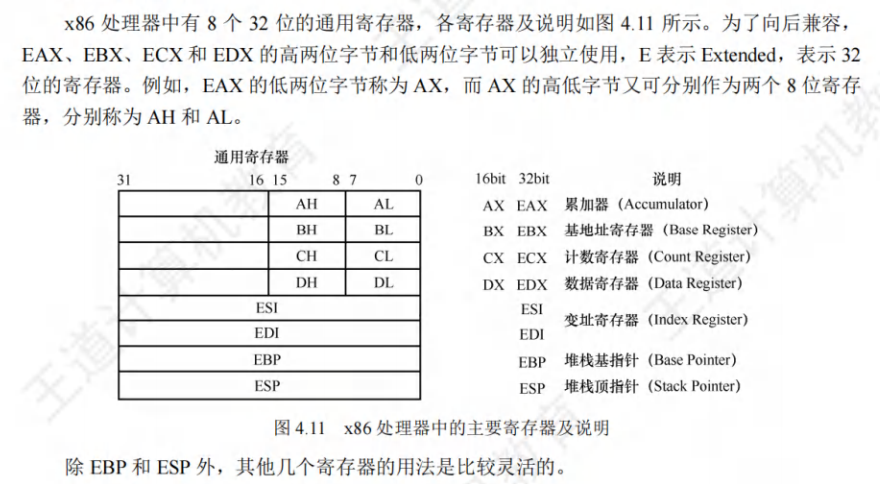 x86 处理器中有 8 个 32 位的通用寄存器，各寄存器及说明如图 4.11 所示。为了向后兼容，
EAX、EBX、ECX 和 EDX 的高两位字节和低两位字节可以独立使用，E 表示 Extended，表示 32
位的寄存器。例如，EAX 的低两位字节称为 AX，而 AX 的高低字节又可分别作为两个 8 位寄存
器，分别称为 AH 和 AL。
通用寄存器
31 16 15 8 7 0
AH AL
BH BL
CH CL
DH DL
ESI
EDI
EBP
ESP
16bit 32bit 说明
AX EAX 累加器（Accumulator）
BX EBX 基地址寄存器（Base Register）
CX ECX 计数寄存器（Count Register）
DX EDX 数据寄存器（Data Register）
ESI
变址寄存器（Index Register）
EDI
EBP 堆栈基指针（Base Pointer）
ESP 堆栈顶指针（Stack Pointer）
图 4.11 x86 处理器中的主要寄存器及说明
除 EBP 和 ESP 外，其他几个寄存器的用法是比较灵活的。
王道计算机教育
王道计算机教